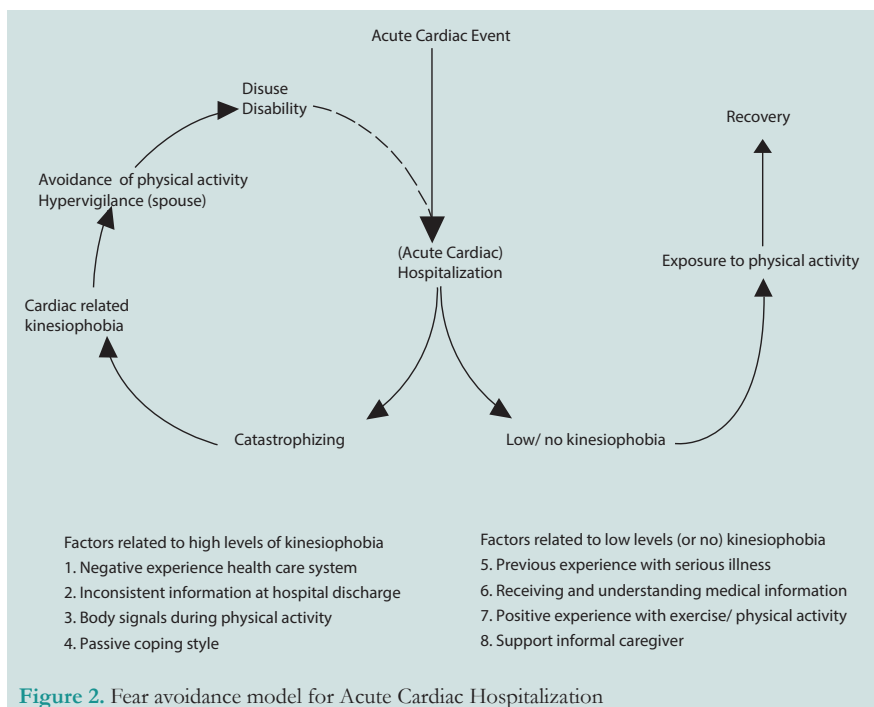 Acute Cardiac Event
Disuse
Disability
Recovery
Avoidance of physical activity
Hypervigilance (spouse)
(Acute Cardiac)
Hospitalization
Exposure to physical activity
Cardiac related
kinesiophobia
Catastrophizing
Low/ no kinesiophobia
Factors related to high levels of kinesiophobia
1. Negative experience health care system
2. Inconsistent information at hospital discharge
3. Body signals during physical activity
4. Passive coping style
Factors related to low levels (or no) kinesiophobia
5. Previous experience with serious illness
6. Receiving and understanding medical information
7. Positive experience with exercise/ physical activity
8. Support informal caregiver
Figure 2. Fear avoidance model for Acute Cardiac Hospitalization